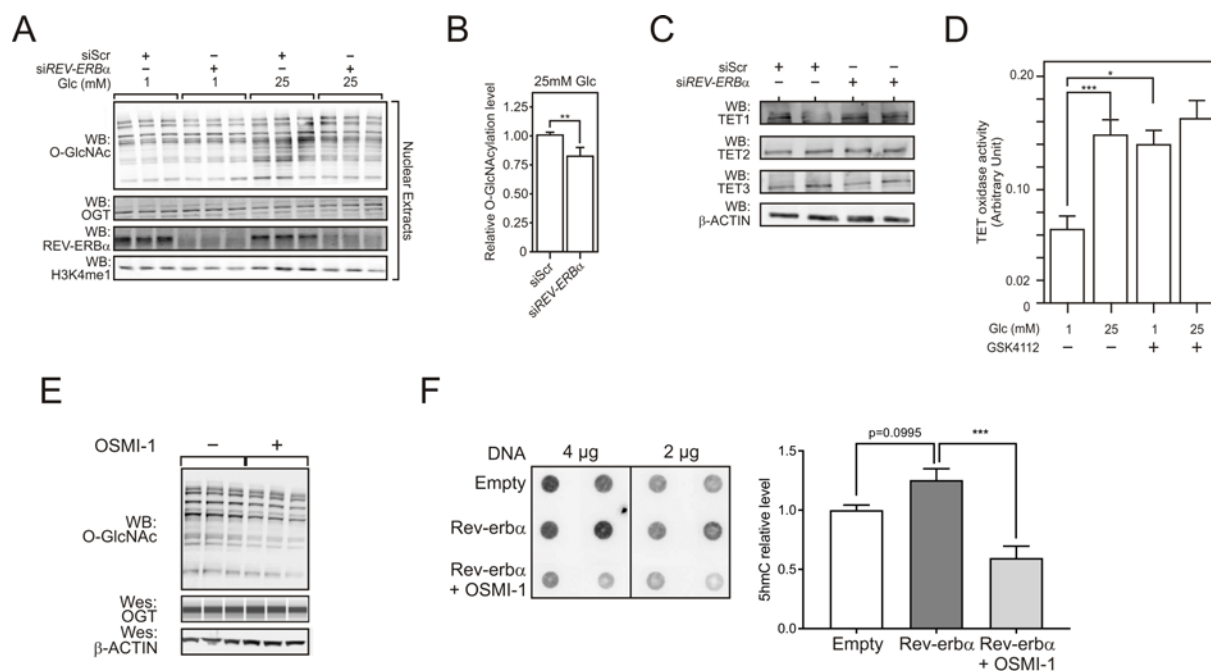 A
siScr + – + –
siREV-ERBα – + – +
Glc (mM) 1 1 25 25
WB:
O-GlcNAc
WB:
OGT
WB:
REV-ERBα
WB:
H3K4me1
Nuclear Extracts
B
25mM Glc
**
Relative O-GlcNAcylation level
1.25
1.00
0.75
0.50
0.25
0
siScr
siREV-ERBα
C
siScr + + – –
siREV-ERBα – – + +
WB:
TET1
WB:
TET2
WB:
TET3
WB:
β-ACTIN
D
TET oxidase activity
(Arbitrary Unit)
0.20
0.10
0.02
0
*
***
Glc (mM) 1 25 1 25
GSK4112 – – + +
E
OSMI-1 – +
WB:
O-GlcNAc
Wes:
OGT
Wes:
β-ACTIN
F
DNA 4 μg 2 μg
Empty
Rev-erbα
Rev-erbα
+ OSMI-1
5hmC relative level
1.5
1.0
0.5
0.0
p=0.0995
***
Empty Rev-erbα Rev-erbα
+ OSMI-1